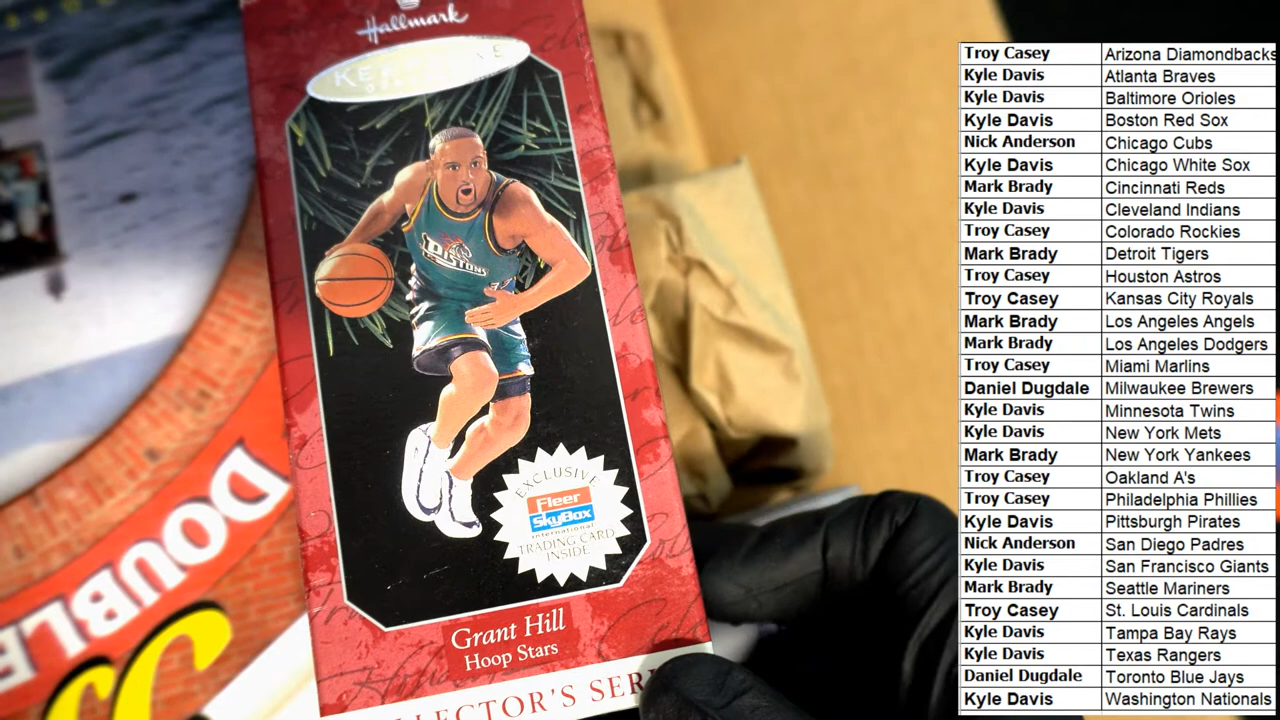 Hallmark
KEEPSAKE
PISTONS
33
EXCLUSIVE
Fleer
SkyBox
international
TRADING CARD
INSIDE
Grant Hill
Hoop Stars
LLECTOR'S SERI
DOUBLE
Troy Casey Arizona Diamondbacks
Kyle Davis Atlanta Braves
Kyle Davis Baltimore Orioles
Kyle Davis Boston Red Sox
Nick Anderson Chicago Cubs
Kyle Davis Chicago White Sox
Mark Brady Cincinnati Reds
Kyle Davis Cleveland Indians
Troy Casey Colorado Rockies
Mark Brady Detroit Tigers
Troy Casey Houston Astros
Troy Casey Kansas City Royals
Mark Brady Los Angeles Angels
Mark Brady Los Angeles Dodgers
Troy Casey Miami Marlins
Daniel Dugdale Milwaukee Brewers
Kyle Davis Minnesota Twins
Kyle Davis New York Mets
Mark Brady New York Yankees
Troy Casey Oakland A's
Troy Casey Philadelphia Phillies
Kyle Davis Pittsburgh Pirates
Nick Anderson San Diego Padres
Kyle Davis San Francisco Giants
Mark Brady Seattle Mariners
Troy Casey St. Louis Cardinals
Kyle Davis Tampa Bay Rays
Kyle Davis Texas Rangers
Daniel Dugdale Toronto Blue Jays
Kyle Davis Washington Nationals